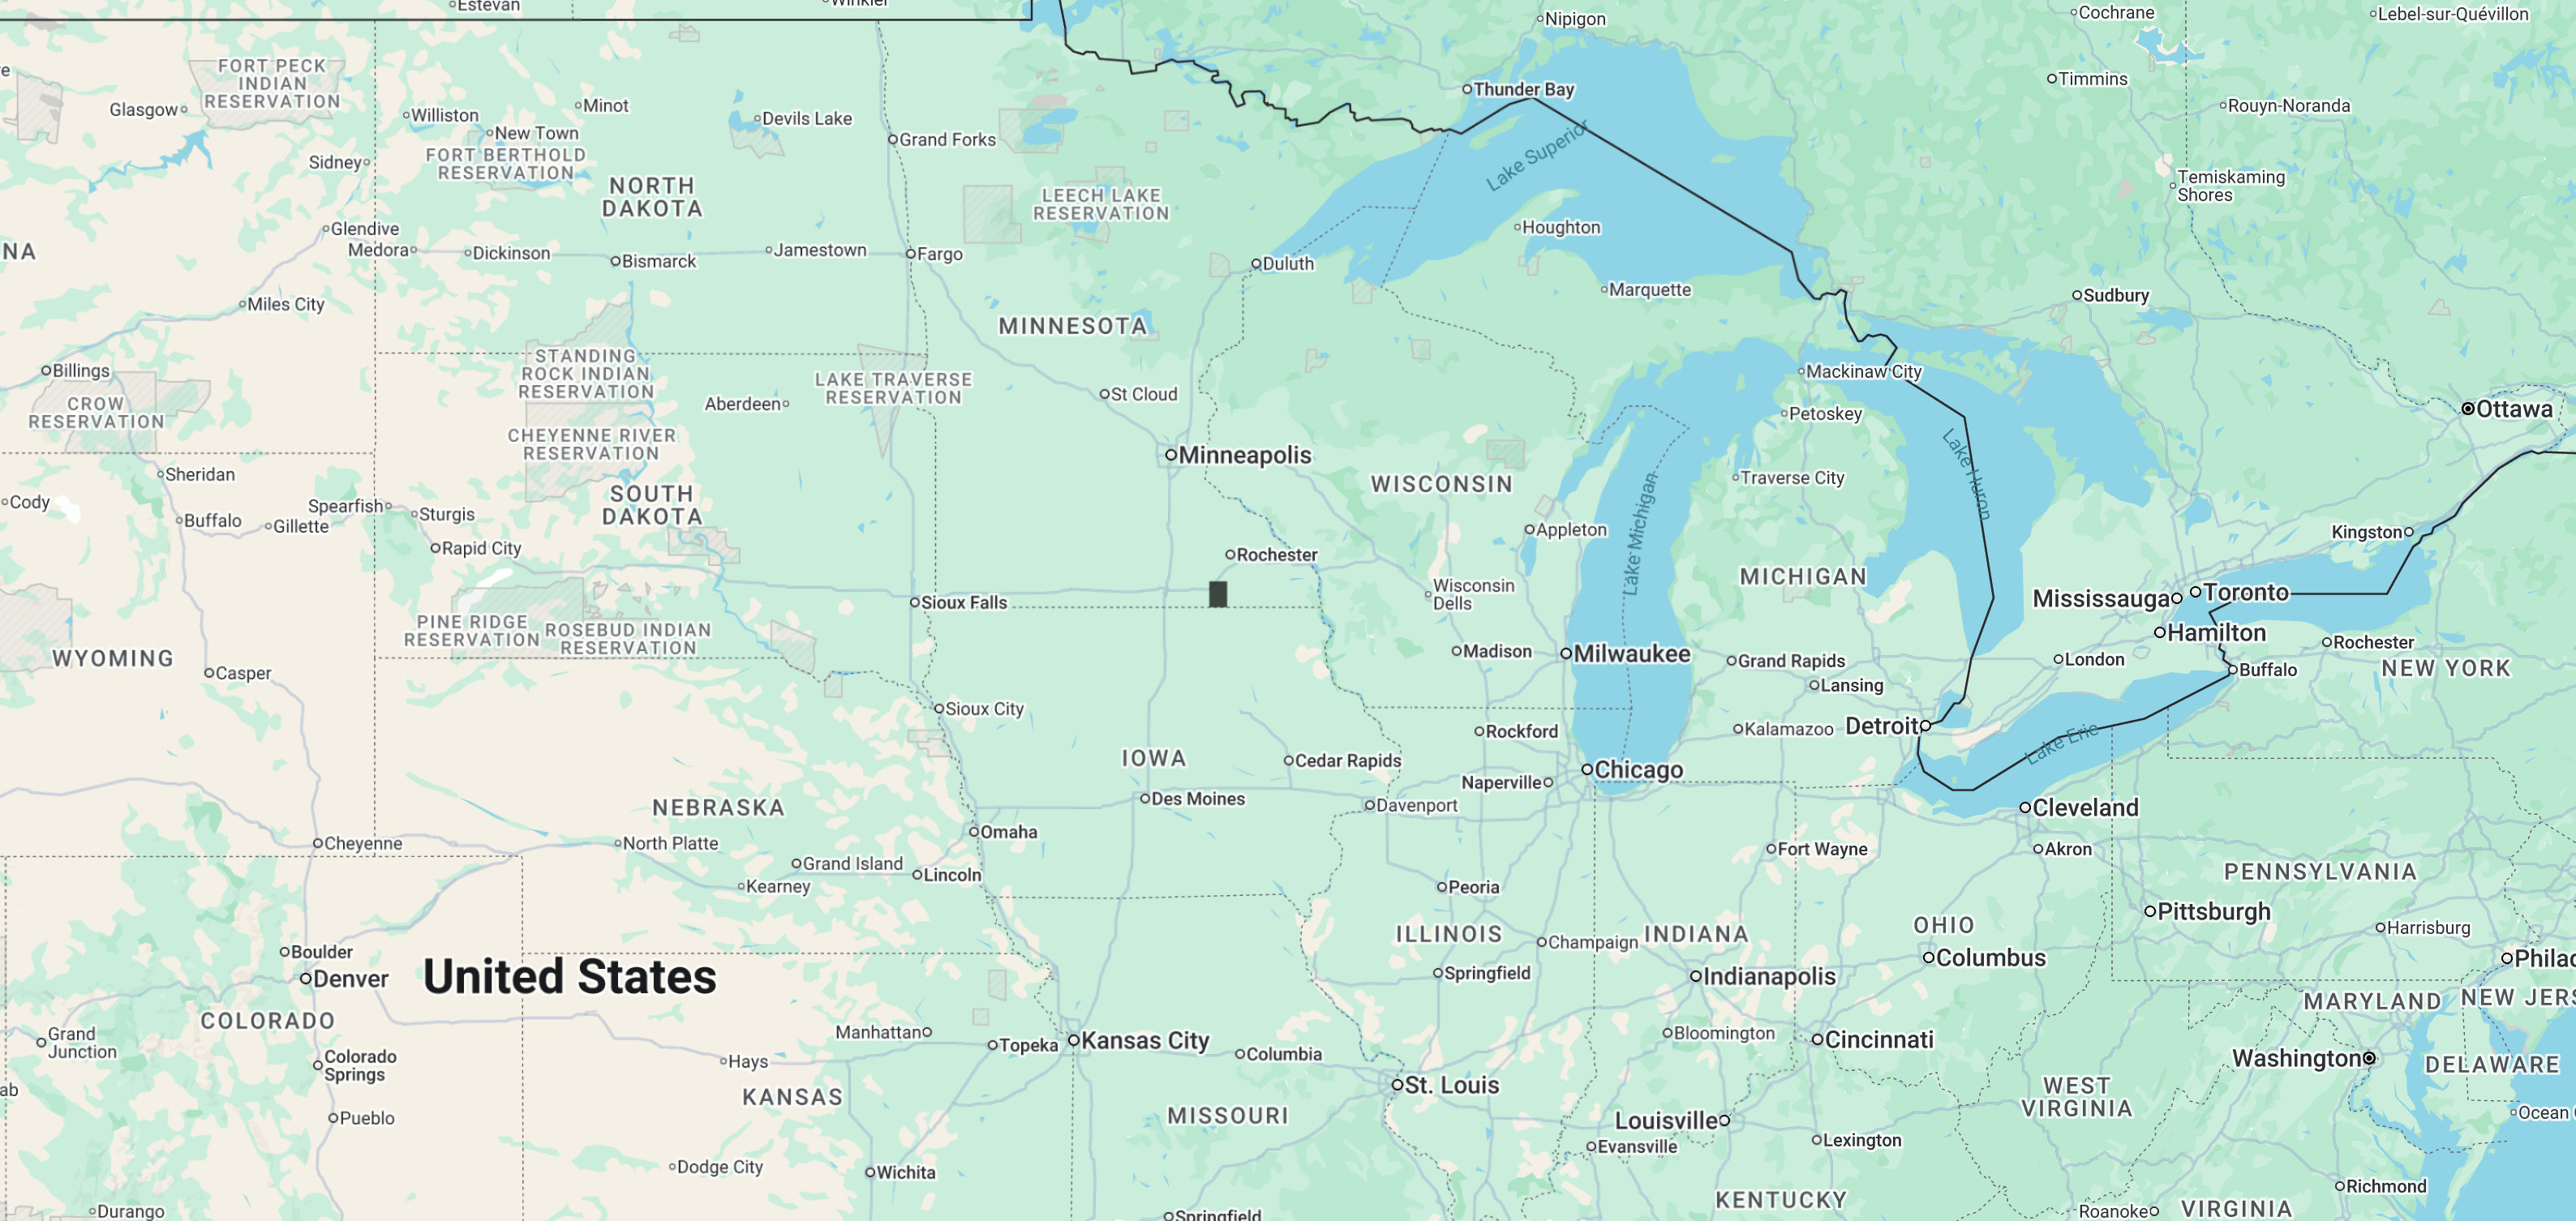 Estevan
Winkler
Nipigon
Cochrane
Lebel-sur-Quévillon
FORT PECK
INDIAN
RESERVATION
Glasgow
Williston
Minot
New Town
Devils Lake
Thunder Bay
Timmins
Rouyn-Noranda
Grand Forks
FORT BERTHOLD
RESERVATION
Sidney
Lake Superior
Temiskaming
Shores
NORTH
DAKOTA
LEECH LAKE
RESERVATION
Glendive
Medora
Dickinson
Bismarck
Jamestown
Fargo
Houghton
NA
Duluth
Marquette
Sudbury
Miles City
MINNESOTA
STANDING
ROCK INDIAN
RESERVATION
Billings
LAKE TRAVERSE
RESERVATION
Mackinaw City
CROW
RESERVATION
Aberdeen
St Cloud
Petoskey
Ottawa
CHEYENNE RIVER
RESERVATION
Minneapolis
Lake Huron
Sheridan
WISCONSIN
Traverse City
Lake Michigan
Cody
Spearfish
Sturgis
SOUTH
DAKOTA
Buffalo
Gillette
Appleton
Kingston
Rapid City
Rochester
MICHIGAN
Wisconsin
Dells
Toronto
Mississauga
Sioux Falls
PINE RIDGE
RESERVATION
ROSEBUD INDIAN
RESERVATION
Hamilton
Rochester
WYOMING
Madison
Milwaukee
Grand Rapids
London
Buffalo
NEW YORK
Casper
Lansing
Sioux City
Rockford
Kalamazoo
Detroit
Lake Erie
IOWA
Cedar Rapids
Naperville
Chicago
Des Moines
Davenport
Cleveland
NEBRASKA
Omaha
Cheyenne
North Platte
Grand Island
Fort Wayne
Akron
Lincoln
Kearney
Peoria
PENNSYLVANIA
Pittsburgh
ILLINOIS
Champaign
INDIANA
OHIO
Harrisburg
Boulder
Denver
United States
Springfield
Indianapolis
Columbus
Philad
COLORADO
MARYLAND
NEW JERS
Grand
Junction
Manhattan
Topeka
Kansas City
Columbia
Bloomington
Cincinnati
Colorado
Springs
Hays
Washington
DELAWARE
ab
St. Louis
KANSAS
WEST
VIRGINIA
Pueblo
MISSOURI
Louisville
Ocean
Evansville
Lexington
Dodge City
Wichita
Richmond
KENTUCKY
Durango
Springfield
Roanoke
VIRGINIA